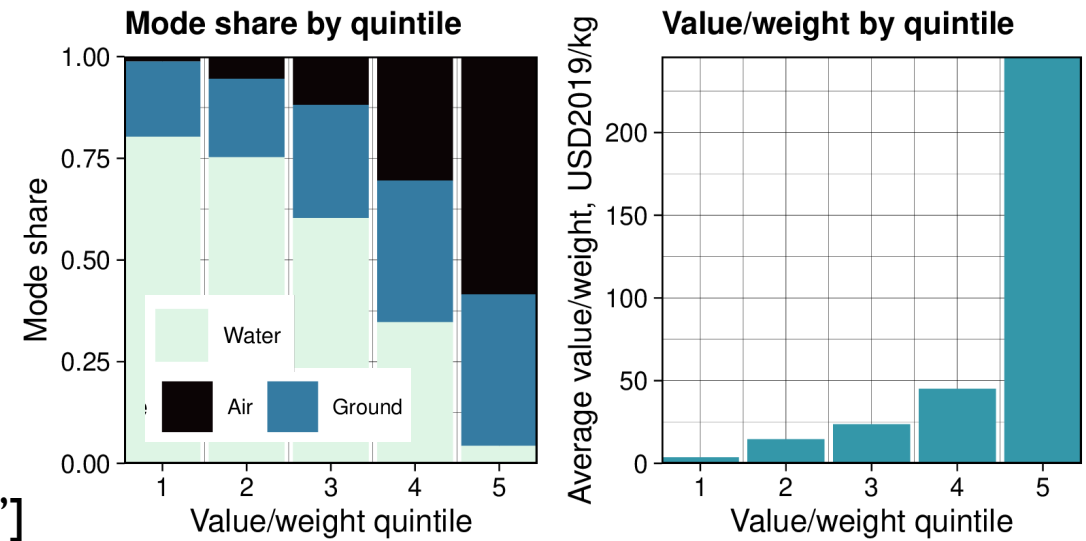 Mode share by quintile
1.00
0.75
0.50
0.25
0.00
Mode share
Water
Air
Ground
1 2 3 4 5
Value/weight quintile
’]
Value/weight by quintile
Average value/weight, USD2019/kg
200
150
100
50
0
1 2 3 4 5
Value/weight quintile